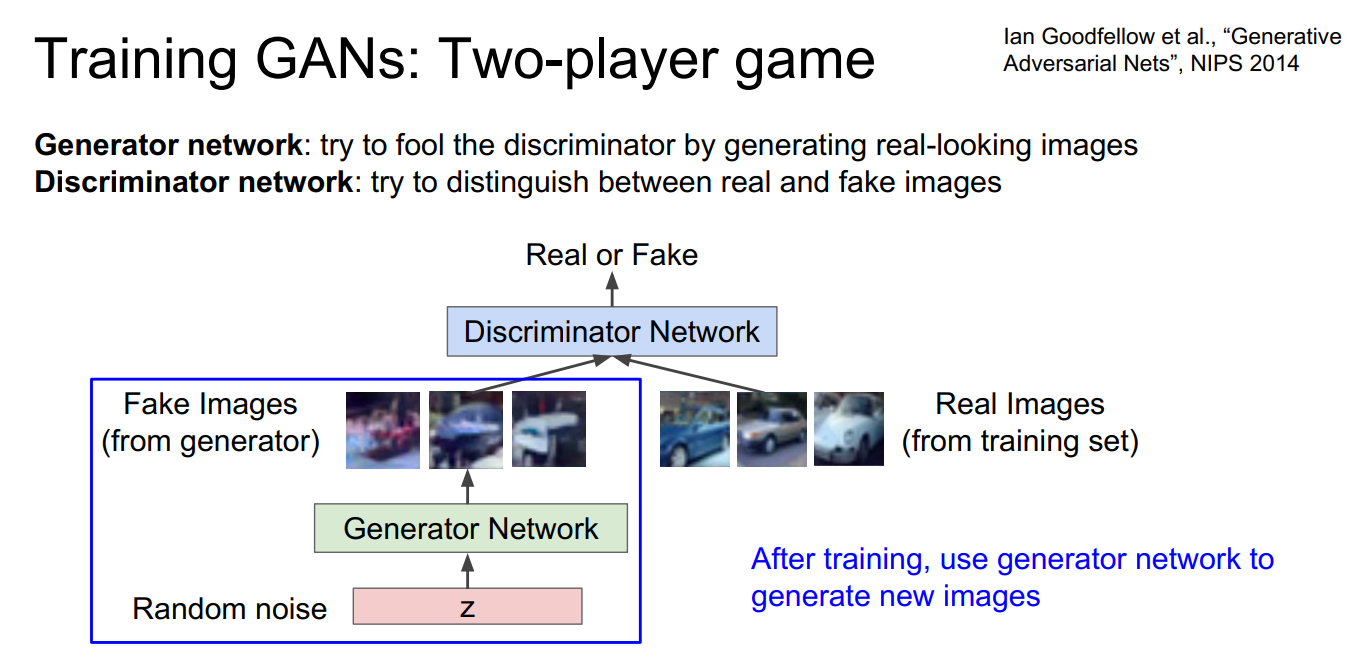 Training GANs: Two-player game
Ian Goodfellow et al., “Generative
Adversarial Nets”, NIPS 2014
Generator network: try to fool the discriminator by generating real-looking images
Discriminator network: try to distinguish between real and fake images
Real or Fake
Discriminator Network
Fake Images
(from generator)
Real Images
(from training set)
Generator Network
Random noise
z
After training, use generator network to
generate new images